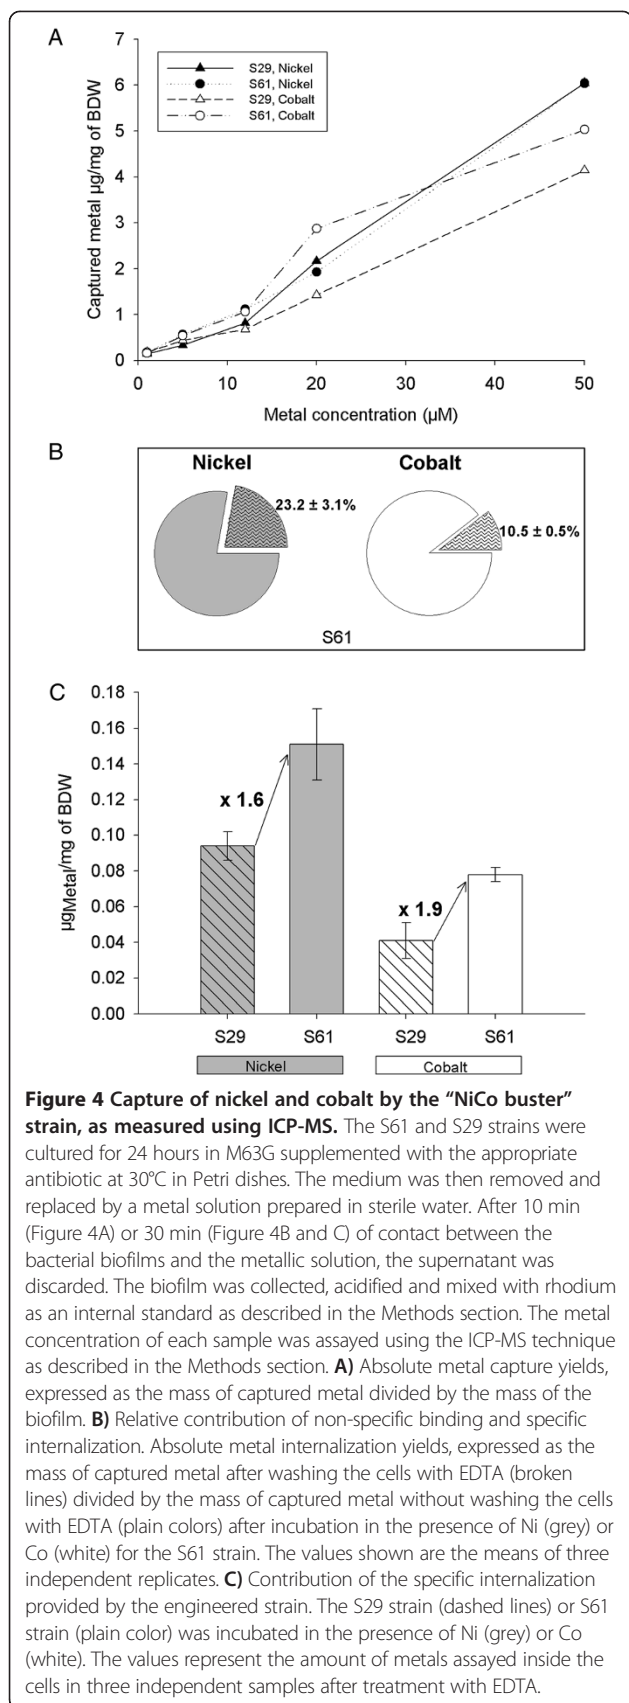 A
7
6
5
4
3
2
1
0
Captured metal µg/mg of BDW
S29, Nickel
S61, Nickel
S29, Cobalt
S61, Cobalt
0 10 20 30 40 50
Metal concentration (µM)
B
Nickel Cobalt
23.2 ± 3.1% 10.5 ± 0.5%
S61
C
0.18
0.16
0.14
0.12
0.10
0.08
0.06
0.04
0.02
0.00
µgMetal/mg of BDW
x 1.6
x 1.9
S29 S61 S29 S61
Nickel Cobalt
Figure 4 Capture of nickel and cobalt by the “NiCo buster”
strain, as measured using ICP-MS. The S61 and S29 strains were
cultured for 24 hours in M63G supplemented with the appropriate
antibiotic at 30°C in Petri dishes. The medium was then removed and
replaced by a metal solution prepared in sterile water. After 10 min
(Figure 4A) or 30 min (Figure 4B and C) of contact between the
bacterial biofilms and the metallic solution, the supernatant was
discarded. The biofilm was collected, acidified and mixed with rhodium
as an internal standard as described in the Methods section. The metal
concentration of each sample was assayed using the ICP-MS technique
as described in the Methods section. A) Absolute metal capture yields,
expressed as the mass of captured metal divided by the mass of the
biofilm. B) Relative contribution of non-specific binding and specific
internalization. Absolute metal internalization yields, expressed as the
mass of captured metal after washing the cells with EDTA (broken
lines) divided by the mass of captured metal without washing the cells
with EDTA (plain colors) after incubation in the presence of Ni (grey) or
Co (white) for the S61 strain. The values shown are the means of three
independent replicates. C) Contribution of the specific internalization
provided by the engineered strain. The S29 strain (dashed lines) or S61
strain (plain color) was incubated in the presence of Ni (grey) or Co
(white). The values represent the amount of metals assayed inside the
cells in three independent samples after treatment with EDTA.